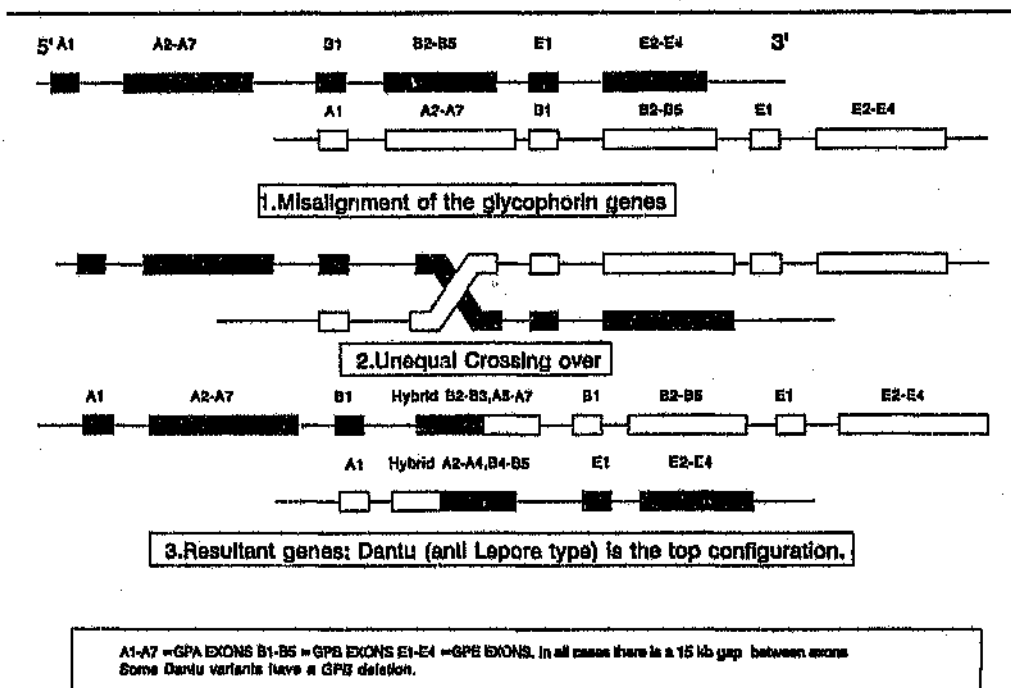 5' A1 A2-A7 B1 B2-B5 E1 E2-E4 3'
A1 A2-A7 B1 B2-B5 E1 E2-E4
1.Misalignment of the glycophorin genes
2.Unequal Crossing over
A1 A2-A7 B1 Hybrid B2-B3,A5-A7 B1 B2-B5 E1 E2-E4
A1 Hybrid A2-A4,B4-B5 E1 E2-E4
3.Resultant genes: Dantu (anti Lepore type) is the top configuration.
A1-A7 =GPA EXONS B1-B5 = GPB EXONS E1-E4 =GPE EXONS. In all cases there is a 15 kb gap between exons
Some Dantu variants have a GPB deletion.